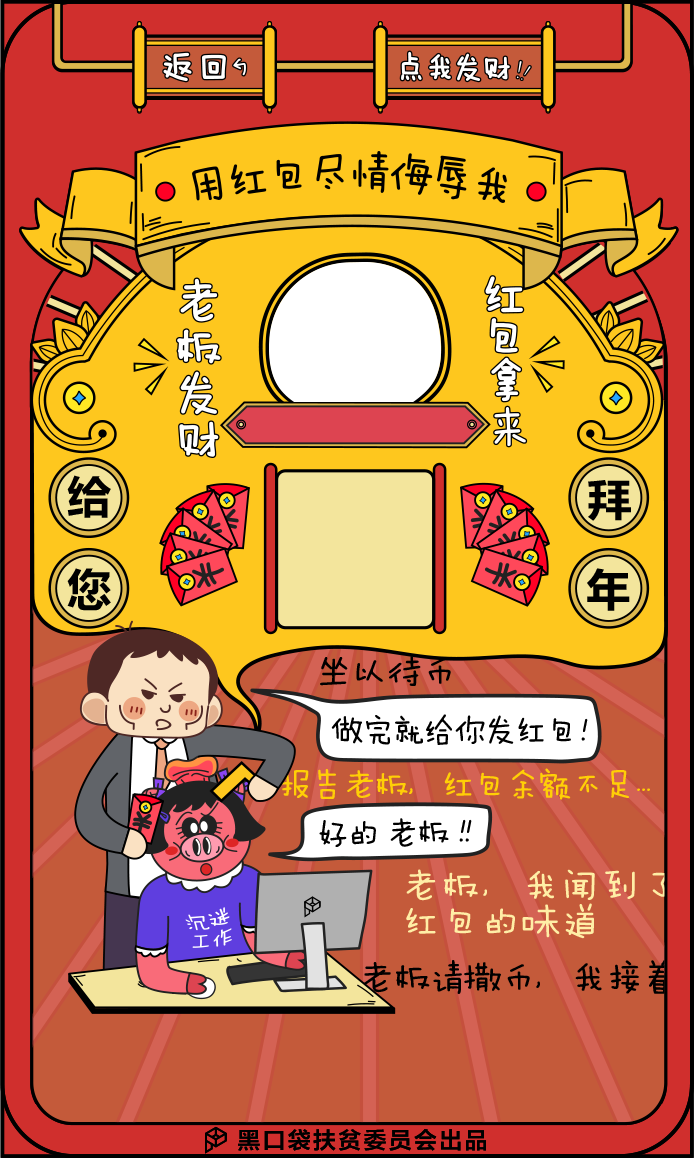 返回
点我发财!!
用红包尽情侮辱我
老板发财
红包拿来
给您
拜年
坐以待币
做完就给你发红包!
报告老板, 红包余额不足...
好的 老板!!
老板, 我闻到了
红包的味道
沉迷
工作
老板请撒币, 我接着
黑口袋扶贫委员会出品